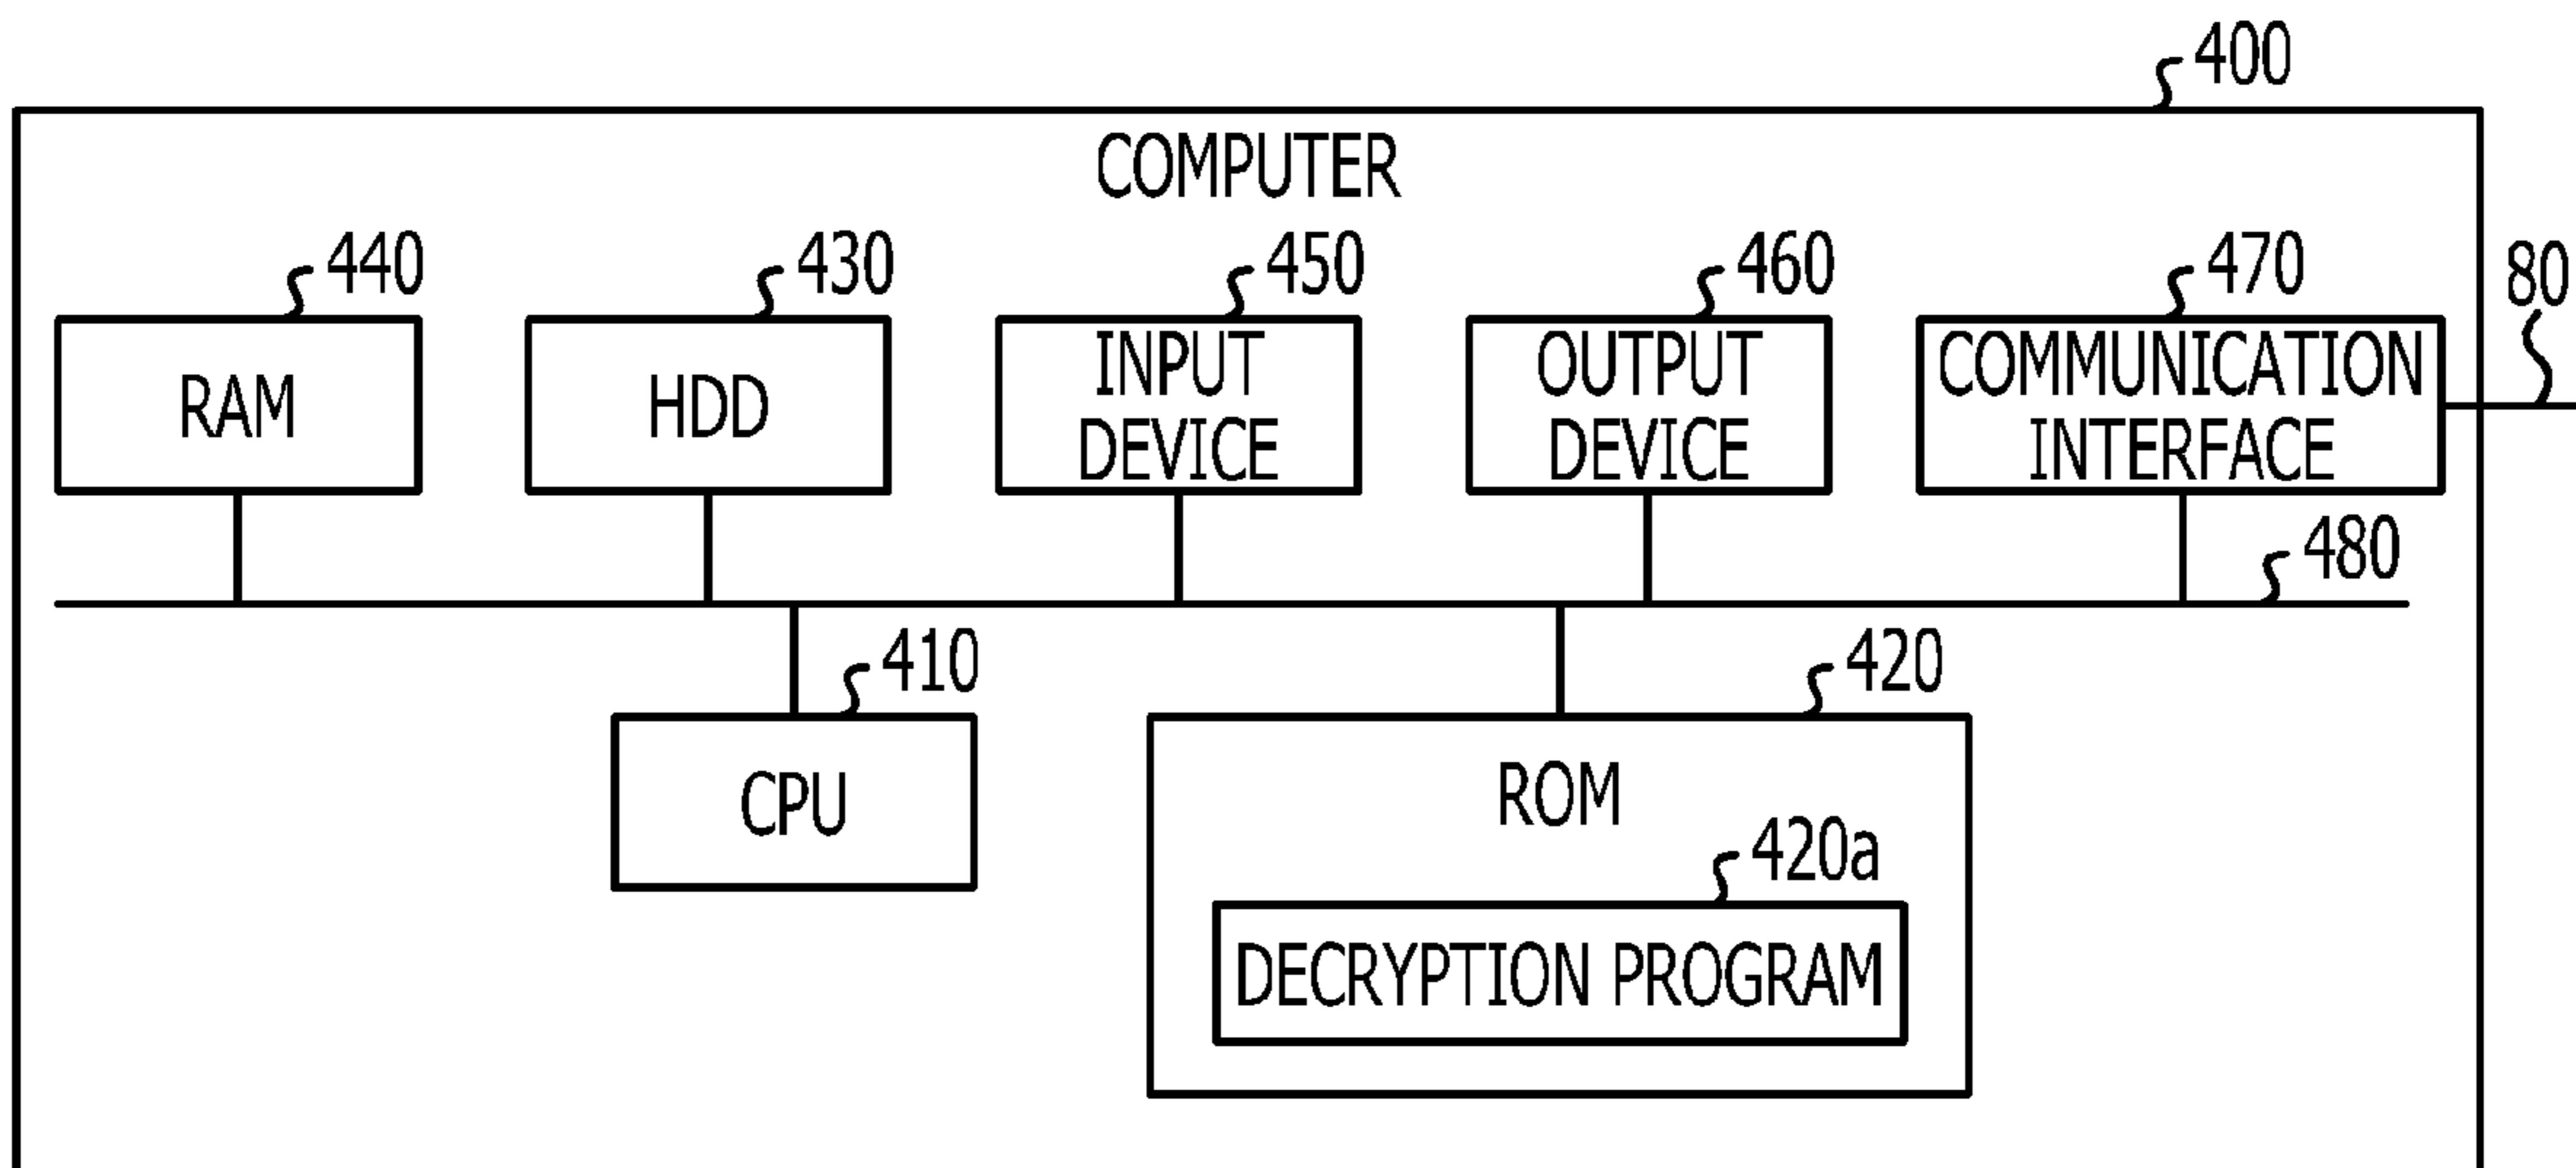 400
COMPUTER
440
430
450
460
470
80
RAM
HDD
INPUT
DEVICE
OUTPUT
DEVICE
COMMUNICATION
INTERFACE
480
410
420
CPU
ROM
420a
DECRYPTION PROGRAM